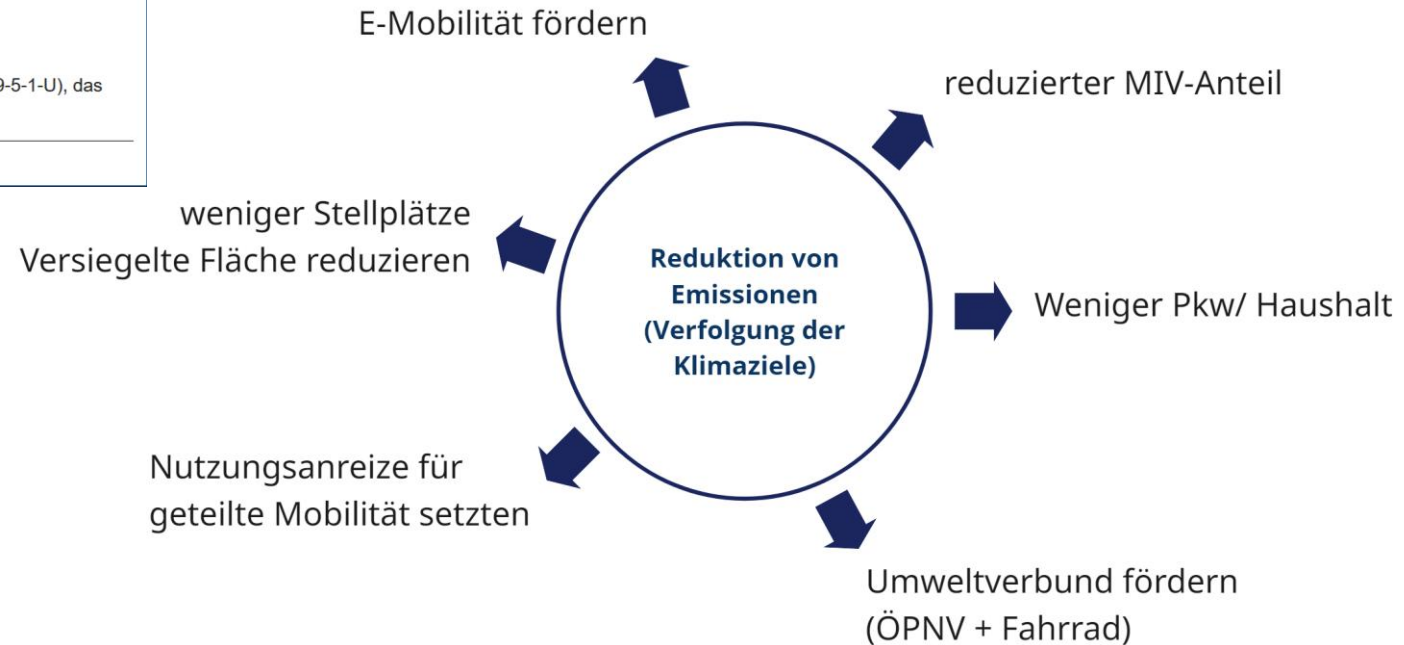 9-5-1-U), das
E-Mobilität fördern
reduzierter MIV-Anteil
weniger Stellplätze
Versiegelte Fläche reduzieren
Reduktion von
Emissionen
(Verfolgung der
Klimaziele)
Weniger Pkw/ Haushalt
Nutzungsanreize für
geteilte Mobilität setzten
Umweltverbund fördern
(ÖPNV + Fahrrad)